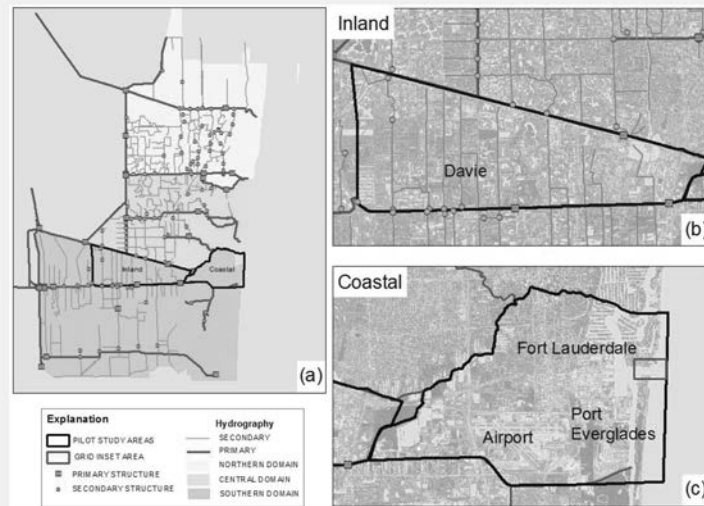 Inland
Coastal
(a)
Explanation
PILOT STUDY AREAS
GRID INSET AREA
PRIMARY STRUCTURE
SECONDARY STRUCTURE
Hydrography
SECONDARY
PRIMARY
NORTHERN DOMAIN
CENTRAL DOMAIN
SOUTHERN DOMAIN
Inland
Davie
(b)
Coastal
Fort Lauderdale
Port
Everglades
Airport
(c)